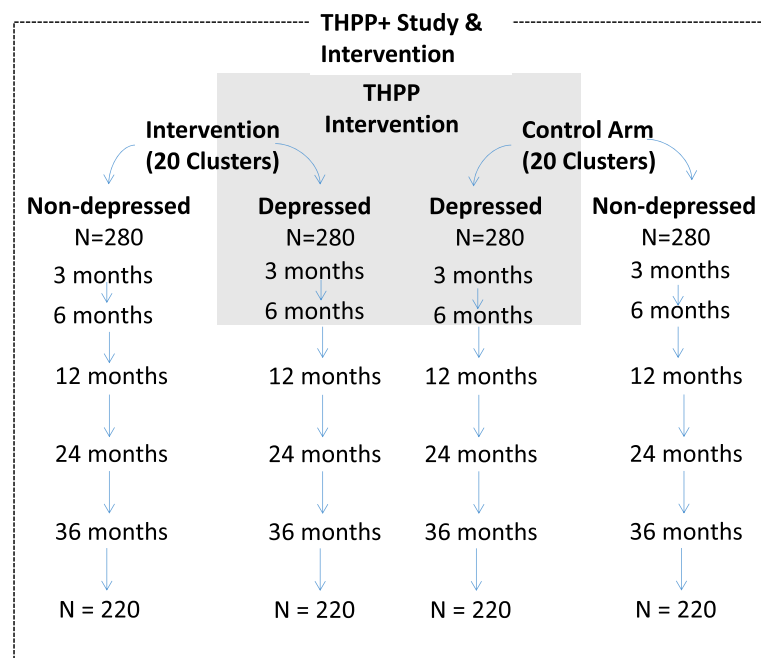 THPP+ Study &
Intervention
THPP
Intervention
Intervention
(20 Clusters)
Control Arm
(20 Clusters)
Non-depressed
N=280
3 months
6 months
12 months
24 months
36 months
N = 220
Depressed
N=280
3 months
6 months
12 months
24 months
36 months
N = 220
Depressed
N=280
3 months
6 months
12 months
24 months
36 months
N = 220
Non-depressed
N=280
3 months
6 months
12 months
24 months
36 months
N = 220